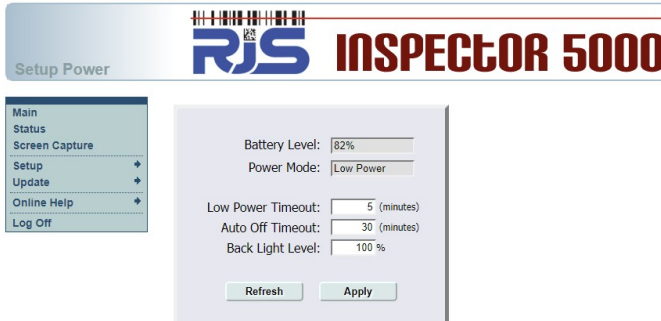 RJS INSPECTOR 5000
Setup Power
Main
Status
Screen Capture
Setup
Update
Online Help
Log Off
Battery Level: 82%
Power Mode: Low Power
Low Power Timeout: 5 (minutes)
Auto Off Timeout: 30 (minutes)
Back Light Level: 100 %
Refresh Apply